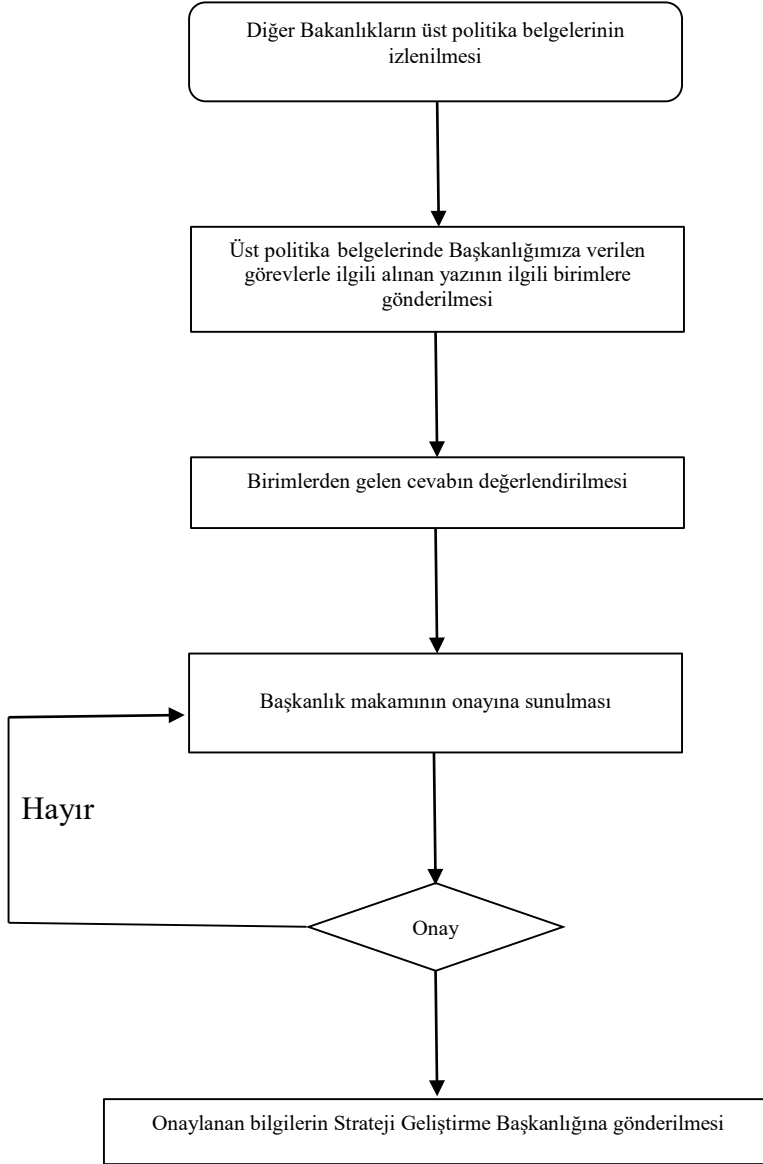 Diğer Bakanlıkların üst politika belgelerinin
izlenilmesi
Üst politika belgelerinde Başkanlığımıza verilen
görevlerle ilgili alınan yazının ilgili birimlere
gönderilmesi
Birimlerden gelen cevabın değerlendirilmesi
Başkanlık makamının onayına sunulması
Hayır
Onay
Onaylanan bilgilerin Strateji Geliştirme Başkanlığına gönderilmesi